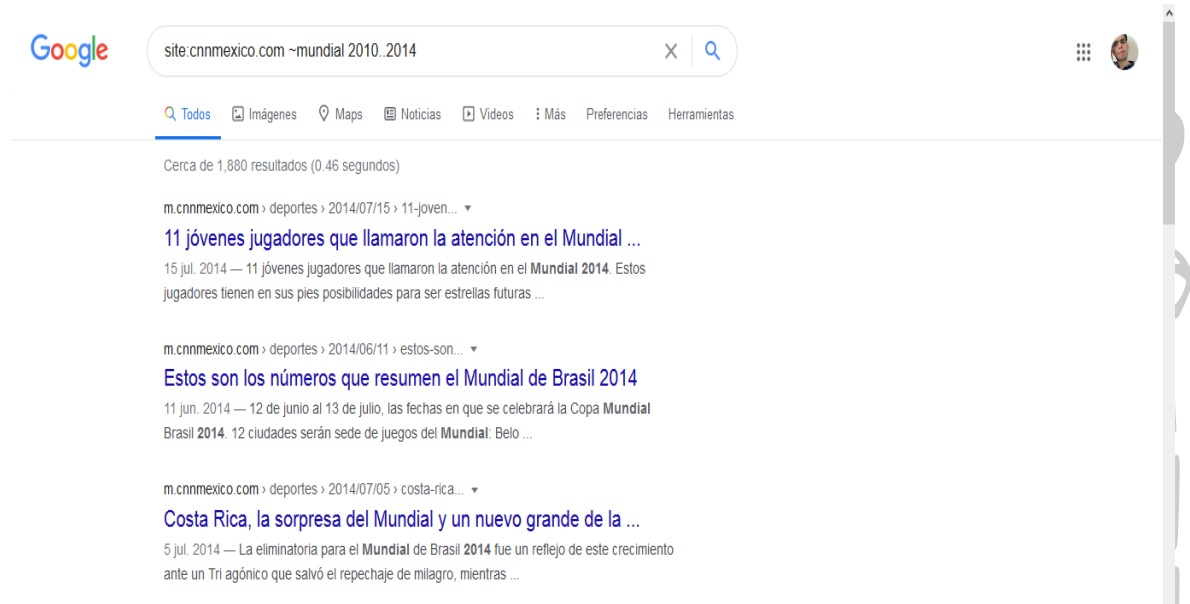 Google
site:cnnmexico.com ~mundial 2010..2014
Todos Imágenes Maps Noticias Videos Más Preferencias Herramientas
Cerca de 1,880 resultados (0.46 segundos)
m.cnnmexico.com › deportes › 2014/07/15 › 11-joven...
11 jóvenes jugadores que llamaron la atención en el Mundial ...
15 jul. 2014 — 11 jóvenes jugadores que llamaron la atención en el Mundial 2014. Estos
jugadores tienen en sus pies posibilidades para ser estrellas futuras ...
m.cnnmexico.com › deportes › 2014/06/11 › estos-son...
Estos son los números que resumen el Mundial de Brasil 2014
11 jun. 2014 — 12 de junio al 13 de julio, las fechas en que se celebrará la Copa Mundial
Brasil 2014. 12 ciudades serán sede de juegos del Mundial: Belo ...
m.cnnmexico.com › deportes › 2014/07/05 › costa-rica...
Costa Rica, la sorpresa del Mundial y un nuevo grande de la ...
5 jul. 2014 — La eliminatoria para el Mundial de Brasil 2014 fue un reflejo de este crecimiento
ante un Tri agónico que salvó el repechaje de milagro, mientras ...